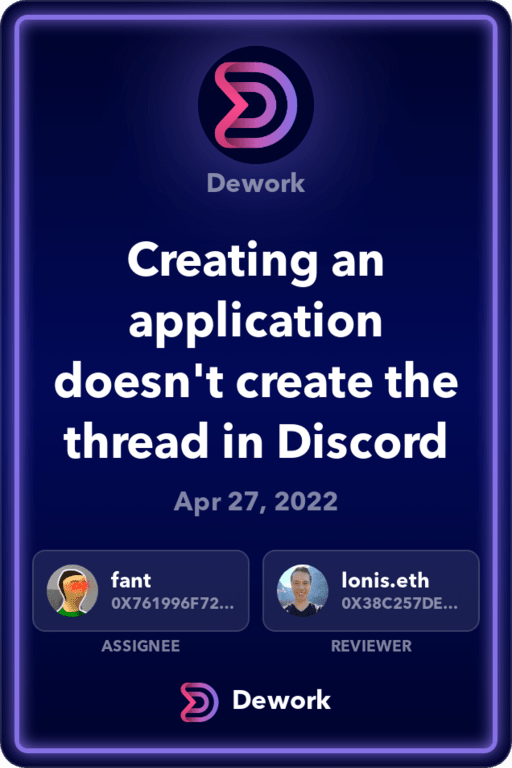 Dework
Creating an
application
doesn't create the
thread in Discord
Apr 27, 2022
fant
0X761996F72...
lonis.eth
0X38C257DE...
ASSIGNEE
REVIEWER
Dework